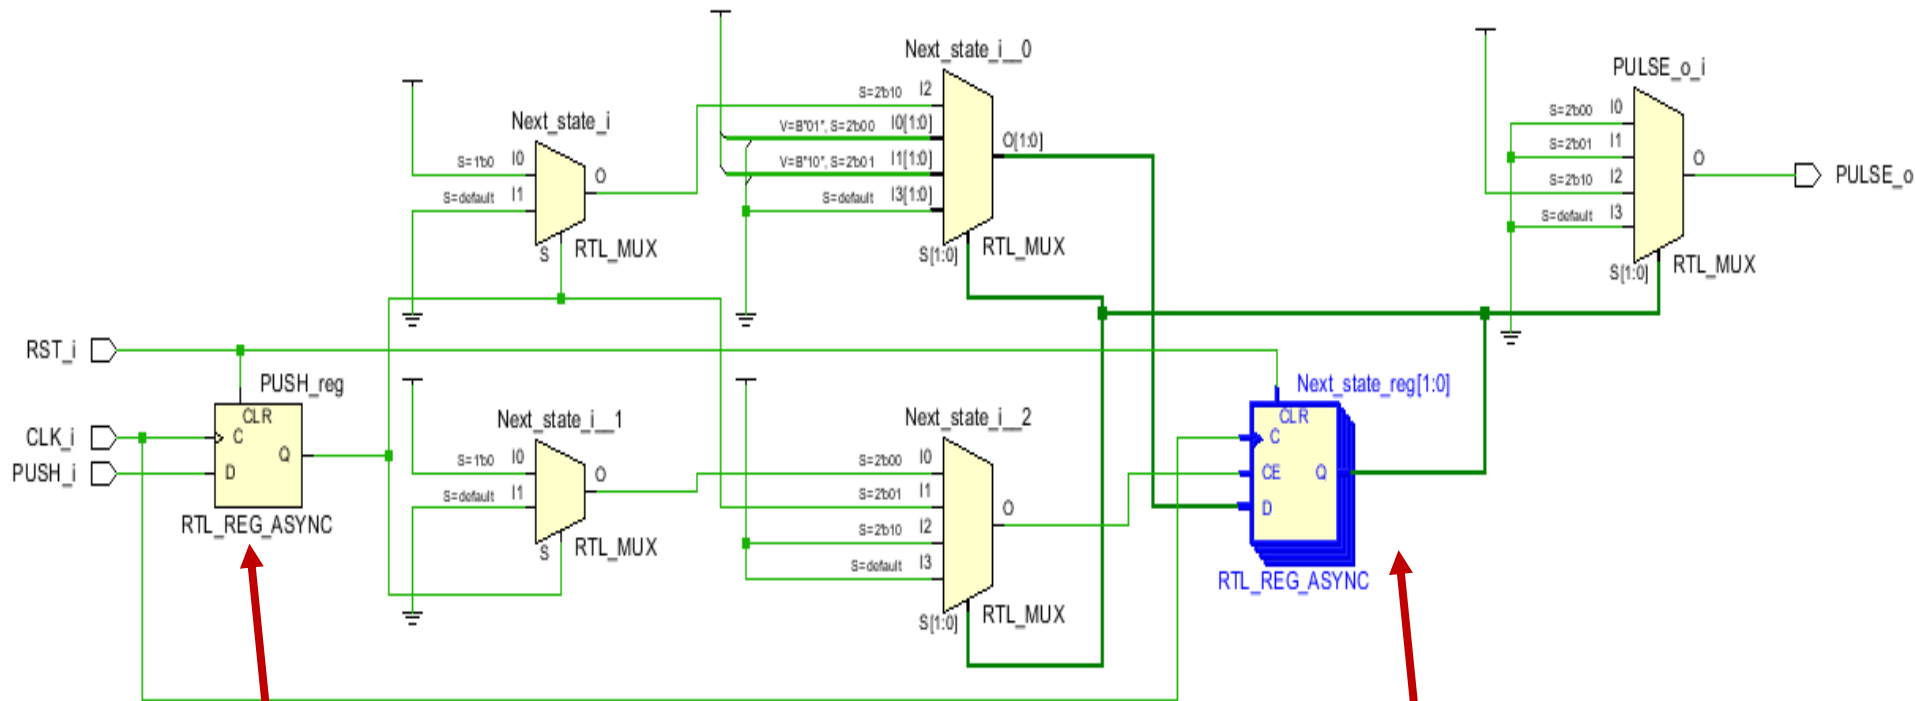 Next_state_i
S=1'b0 I0
S=default I1
O
S
RTL_MUX
Next_state_i__0
S=2'b10 I2
V=B"01", S=2'b00 I0[1:0]
V=B"10", S=2'b01 I1[1:0]
S=default I3[1:0]
O[1:0]
S[1:0]
RTL_MUX
PULSE_o_i
S=2'b00 I0
S=2'b01 I1
S=2'b10 I2
S=default I3
O
S[1:0]
RTL_MUX
PULSE_o
RST_i
CLK_i
PUSH_i
PUSH_reg
CLR
C
D
Q
RTL_REG_ASYNC
Next_state_i__1
S=1'b0 I0
S=default I1
O
S
RTL_MUX
Next_state_i__2
S=2'b00 I0
S=2'b01 I1
S=2'b10 I2
S=default I3
O
S[1:0]
RTL_MUX
Next_state_reg[1:0]
CLR
C
CE
D
Q
RTL_REG_ASYNC